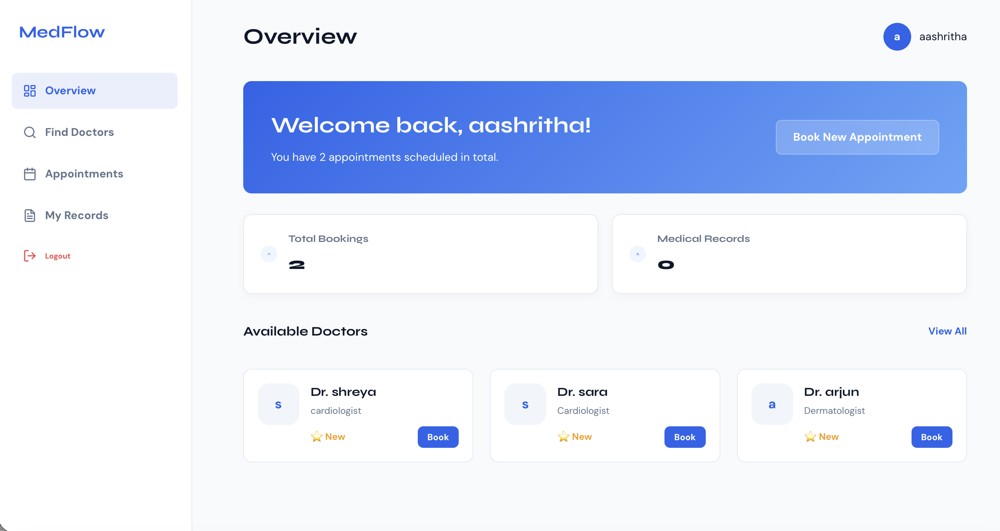 MedFlow
Overview
Find Doctors
Appointments
My Records
Logout
Overview
a
aashritha
Welcome back, aashritha!
You have 2 appointments scheduled in total.
Book New Appointment
Total Bookings
2
Medical Records
0
Available Doctors
View All
s
Dr. shreya
cardiologist
⭐ New
Book
s
Dr. sara
Cardiologist
⭐ New
Book
a
Dr. arjun
Dermatologist
⭐ New
Book